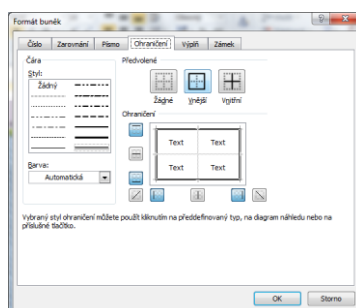 Formát buněk
Číslo Zarovnání Písmo Ohraničení Výplň Zámek
Čára
Styl:
Žádný
Barva:
Automatická
Předvolené
Žádné Vnější Vnitřní
Ohraničení
Text Text
Text Text
Vybraný styl ohraničení můžete použít kliknutím na předdefinovaný typ, na diagram náhledu nebo na
příslušné tlačítko.
OK Storno